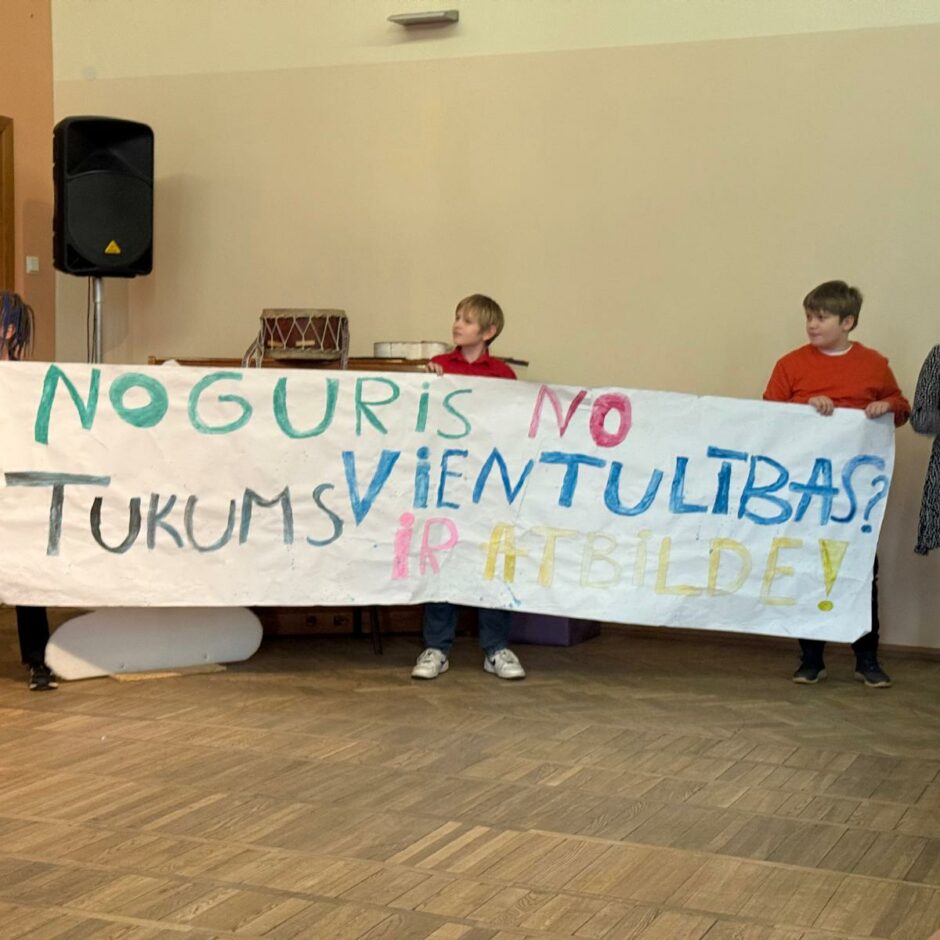 NOGURIS NO
VIENTULĪBAS?
TUKUMS
IR ATBILDE!